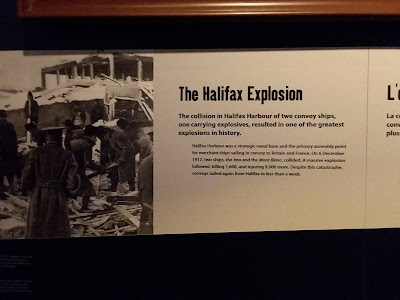 The Halifax Explosion
The collision in Halifax Harbour of two convoy ships,
one carrying explosives, resulted in one of the greatest
explosions in history.
Halifax Harbour was a strategic naval base and the primary assembly point
for merchant ships sailing in convoy to Britain and France. On 6 December
1917, two ships, the Imo and the Mont Blanc, collided. A massive explosion
followed, killing 1,600, and injuring 9,000 more. Despite this catastrophe,
convoys sailed again from Halifax in less than a week.
L'
La c
conv
plus